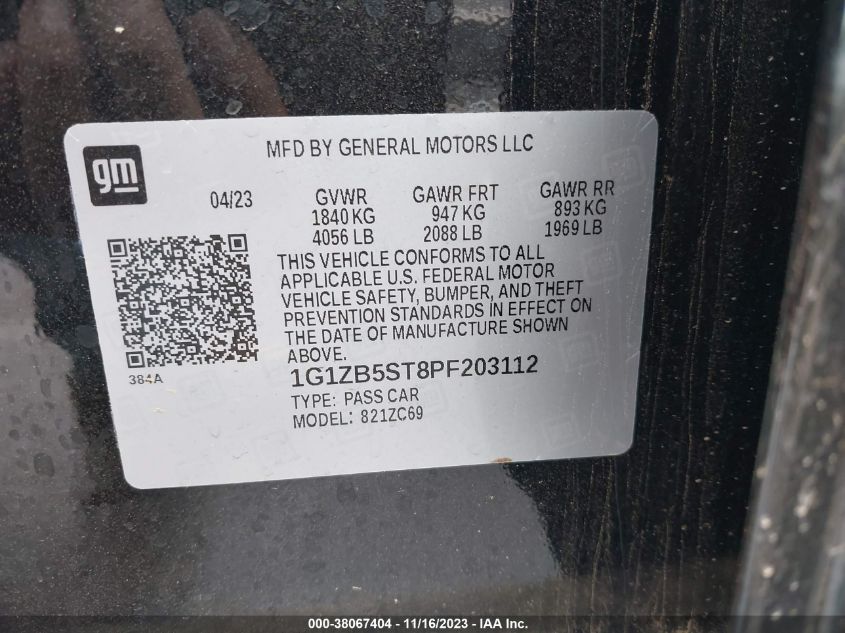 gm
MFD BY GENERAL MOTORS LLC
04/23 GVWR GAWR FRT GAWR RR
1840 KG 947 KG 893 KG
4056 LB 2088 LB 1969 LB
THIS VEHICLE CONFORMS TO ALL
APPLICABLE U.S. FEDERAL MOTOR
VEHICLE SAFETY, BUMPER, AND THEFT
PREVENTION STANDARDS IN EFFECT ON
THE DATE OF MANUFACTURE SHOWN
ABOVE.
384A
1G1ZB5ST8PF203112
TYPE: PASS CAR
MODEL: 821ZC69
000-38067404 - 11/16/2023 - IAA Inc.